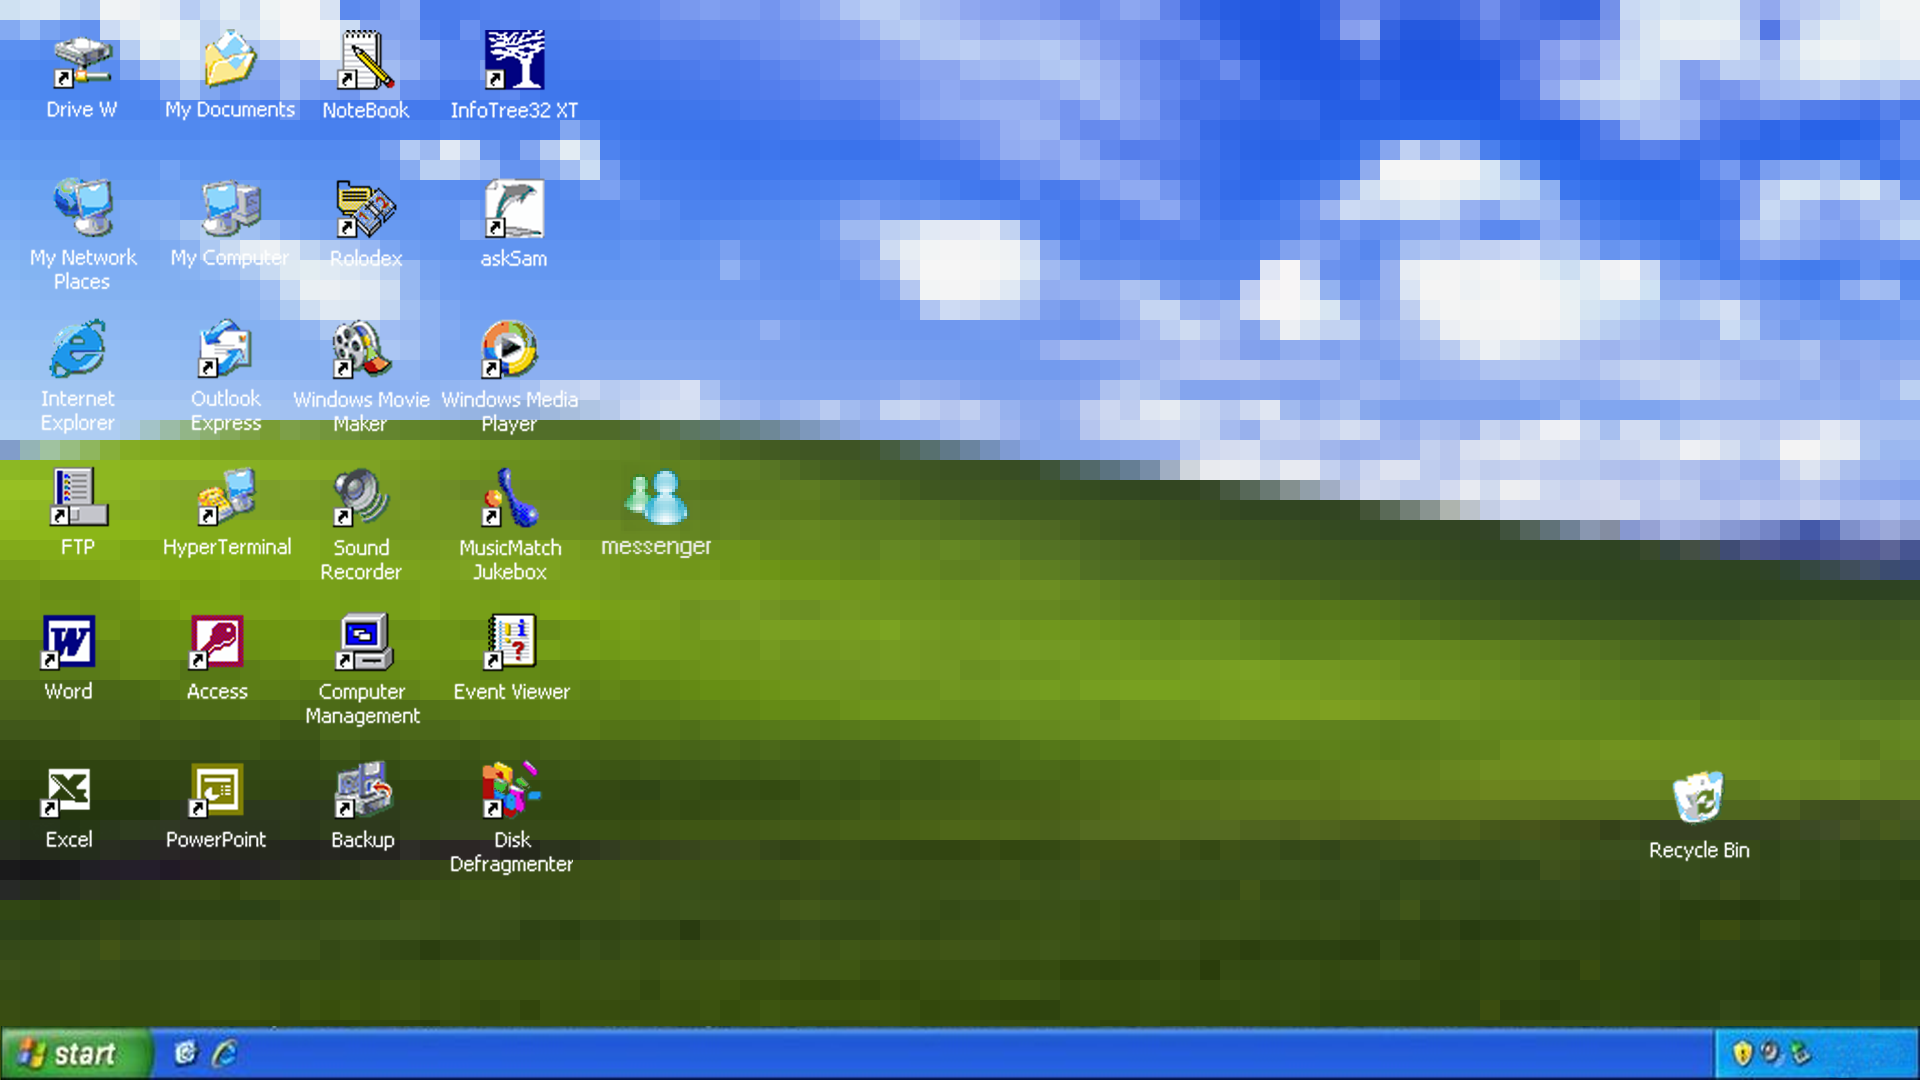 Drive W
My Documents
NoteBook
InfoTree32 XT
My Network
Places
My Computer
Rolodex
askSam
Internet
Explorer
Outlook
Express
Windows Movie
Maker
Windows Media
Player
FTP
HyperTerminal
Sound
Recorder
MusicMatch
Jukebox
messenger
Word
Access
Computer
Management
Event Viewer
Excel
PowerPoint
Backup
Disk
Defragmenter
Recycle Bin
start